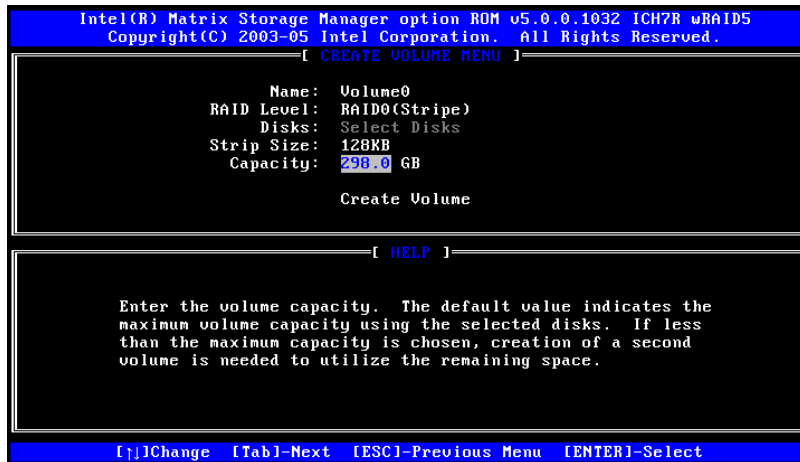 Intel(R) Matrix Storage Manager option ROM v5.0.0.1032 ICH7R wRAID5
Copyright(C) 2003-05 Intel Corporation.  All Rights Reserved.
[ CREATE VOLUME MENU ]
Name: Volume0
RAID Level: RAID0(Stripe)
Disks: Select Disks
Strip Size: 128KB
Capacity: 298.0 GB
Create Volume
[ HELP ]
Enter the volume capacity.  The default value indicates the
maximum volume capacity using the selected disks.  If less
than the maximum capacity is chosen, creation of a second
volume is needed to utilize the remaining space.
[↑↓]Change [Tab]-Next [ESC]-Previous Menu [ENTER]-Select